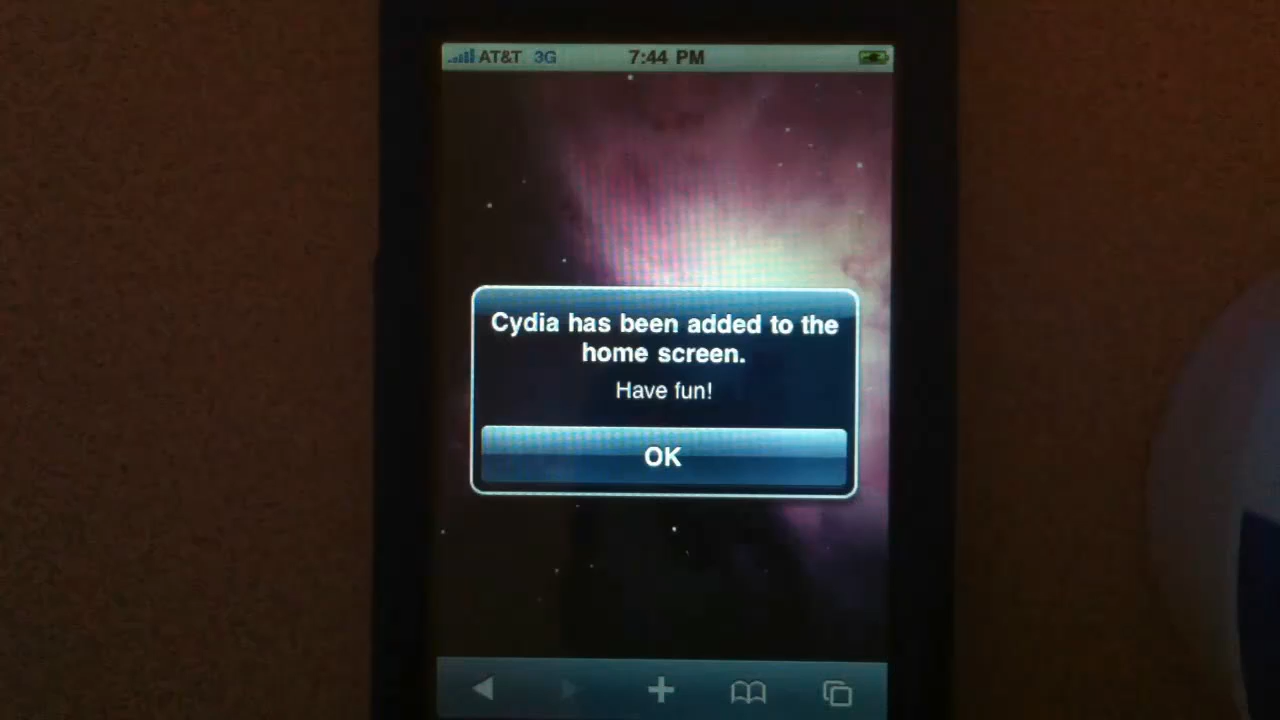 AT&T 3G 7:44 PM
Cydia has been added to the
home screen.
Have fun!
OK